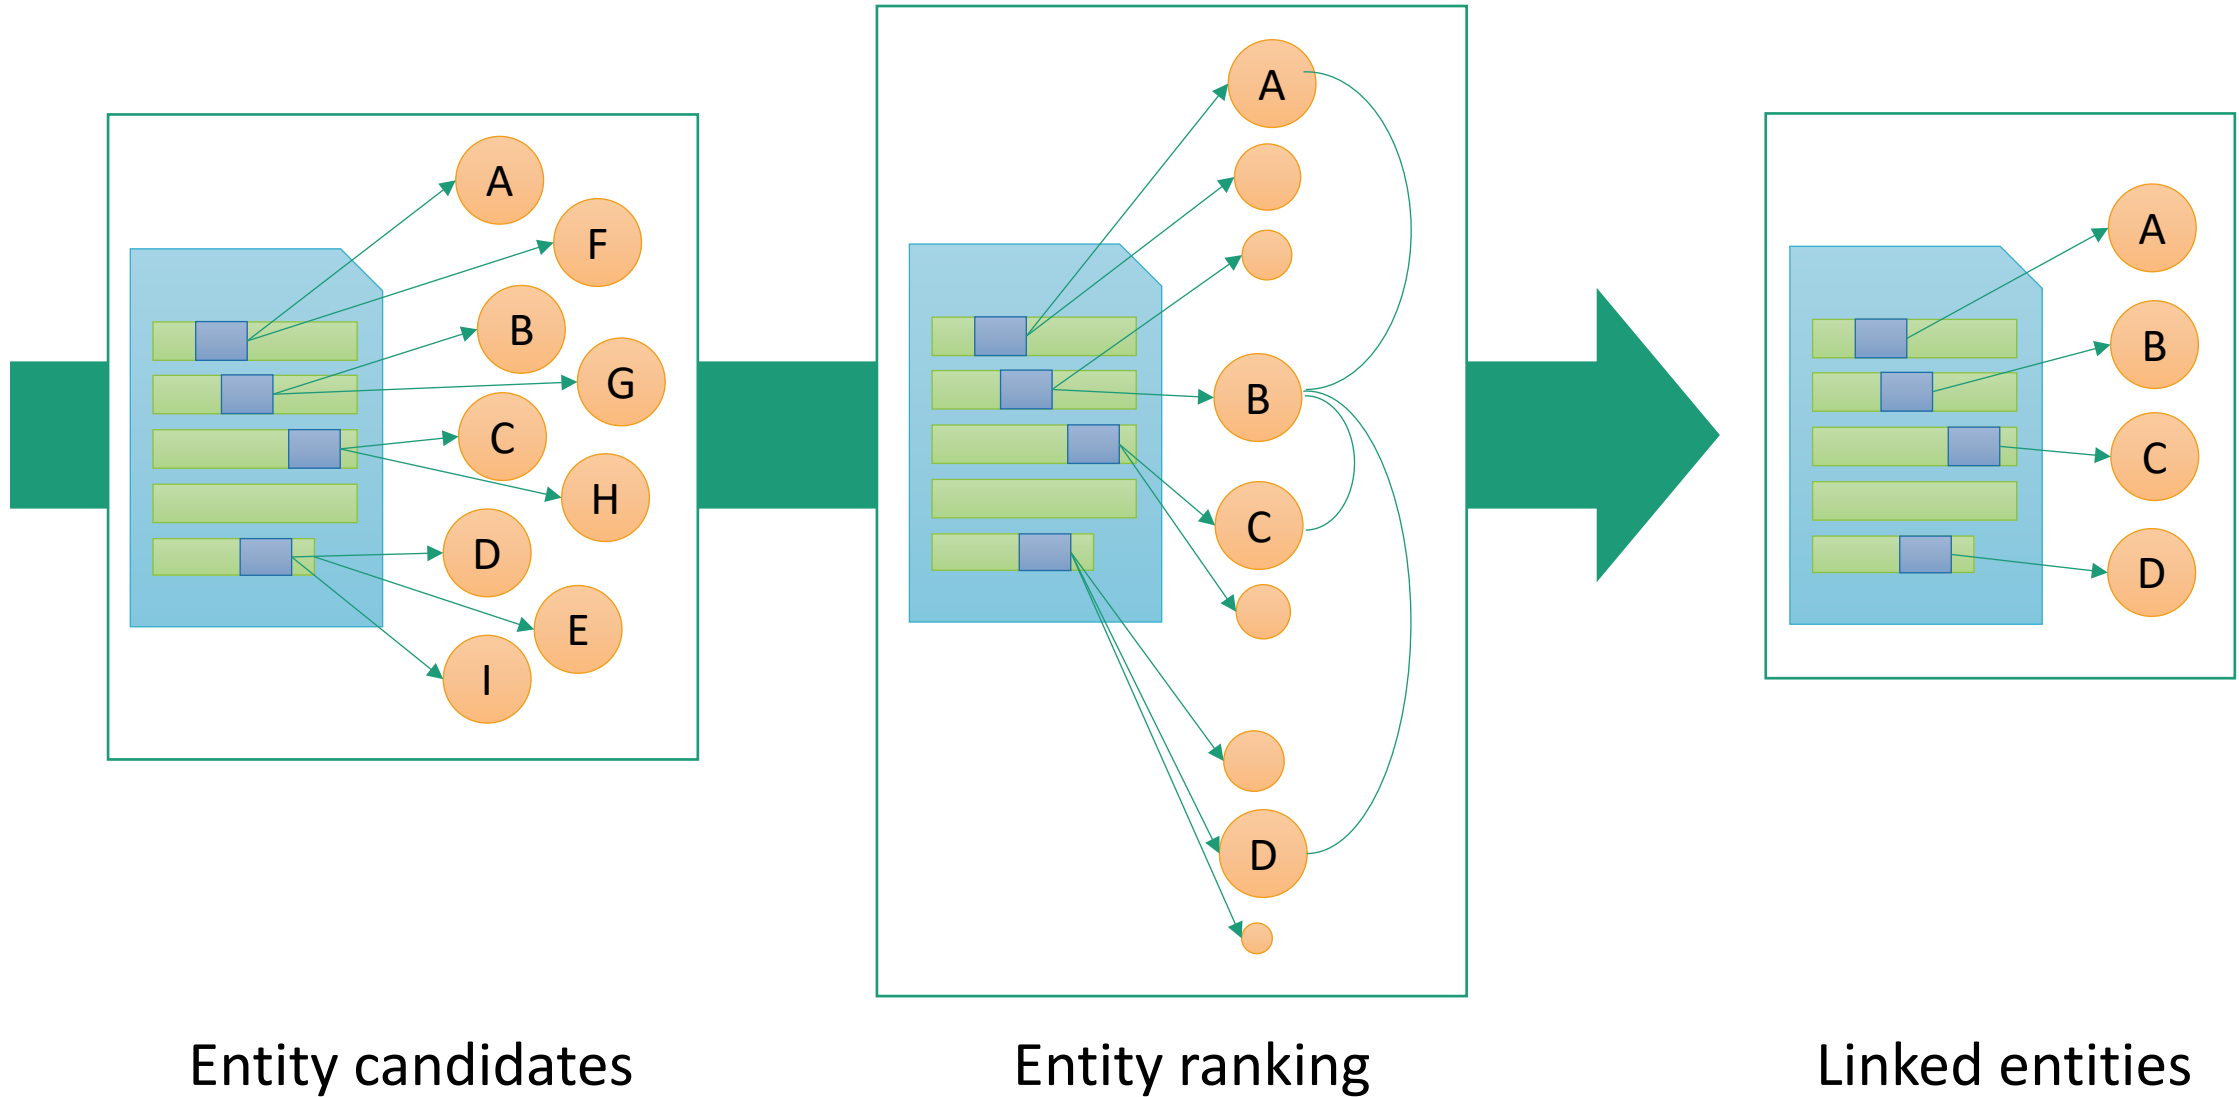 A
F
B
G
C
H
D
E
I
Entity candidates
A
B
C
D
Entity ranking
A
B
C
D
Linked entities